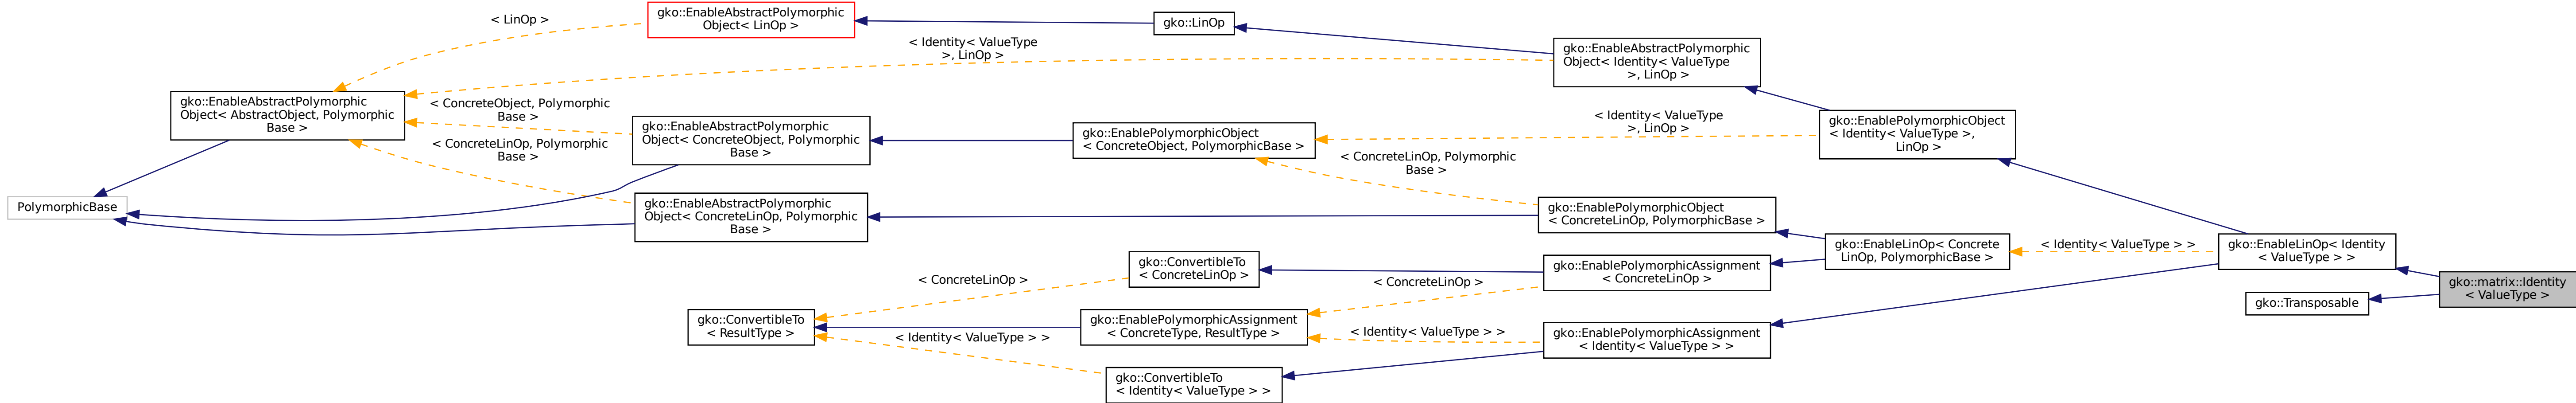 gko::EnableAbstractPolymorphic
Object< LinOp >
< LinOp >
gko::LinOp
< Identity< ValueType
>, LinOp >
gko::EnableAbstractPolymorphic
Object< Identity< ValueType
>, LinOp >
gko::EnableAbstractPolymorphic
Object< AbstractObject, Polymorphic
Base >
< ConcreteObject, Polymorphic
Base >
gko::EnableAbstractPolymorphic
Object< ConcreteObject, Polymorphic
Base >
gko::EnablePolymorphicObject
< ConcreteObject, PolymorphicBase >
< Identity< ValueType
>, LinOp >
gko::EnablePolymorphicObject
< Identity< ValueType >,
LinOp >
< ConcreteLinOp, Polymorphic
Base >
< ConcreteLinOp, Polymorphic
Base >
PolymorphicBase
gko::EnableAbstractPolymorphic
Object< ConcreteLinOp, Polymorphic
Base >
gko::EnablePolymorphicObject
< ConcreteLinOp, PolymorphicBase >
gko::EnableLinOp< Concrete
LinOp, PolymorphicBase >
< Identity< ValueType > >
gko::EnableLinOp< Identity
< ValueType > >
gko::ConvertibleTo
< ConcreteLinOp >
gko::EnablePolymorphicAssignment
< ConcreteLinOp >
gko::matrix::Identity
< ValueType >
< ConcreteLinOp >
< ConcreteLinOp >
gko::Transposable
gko::ConvertibleTo
< ResultType >
gko::EnablePolymorphicAssignment
< ConcreteType, ResultType >
< Identity< ValueType > >
< Identity< ValueType > >
gko::EnablePolymorphicAssignment
< Identity< ValueType > >
gko::ConvertibleTo
< Identity< ValueType > >